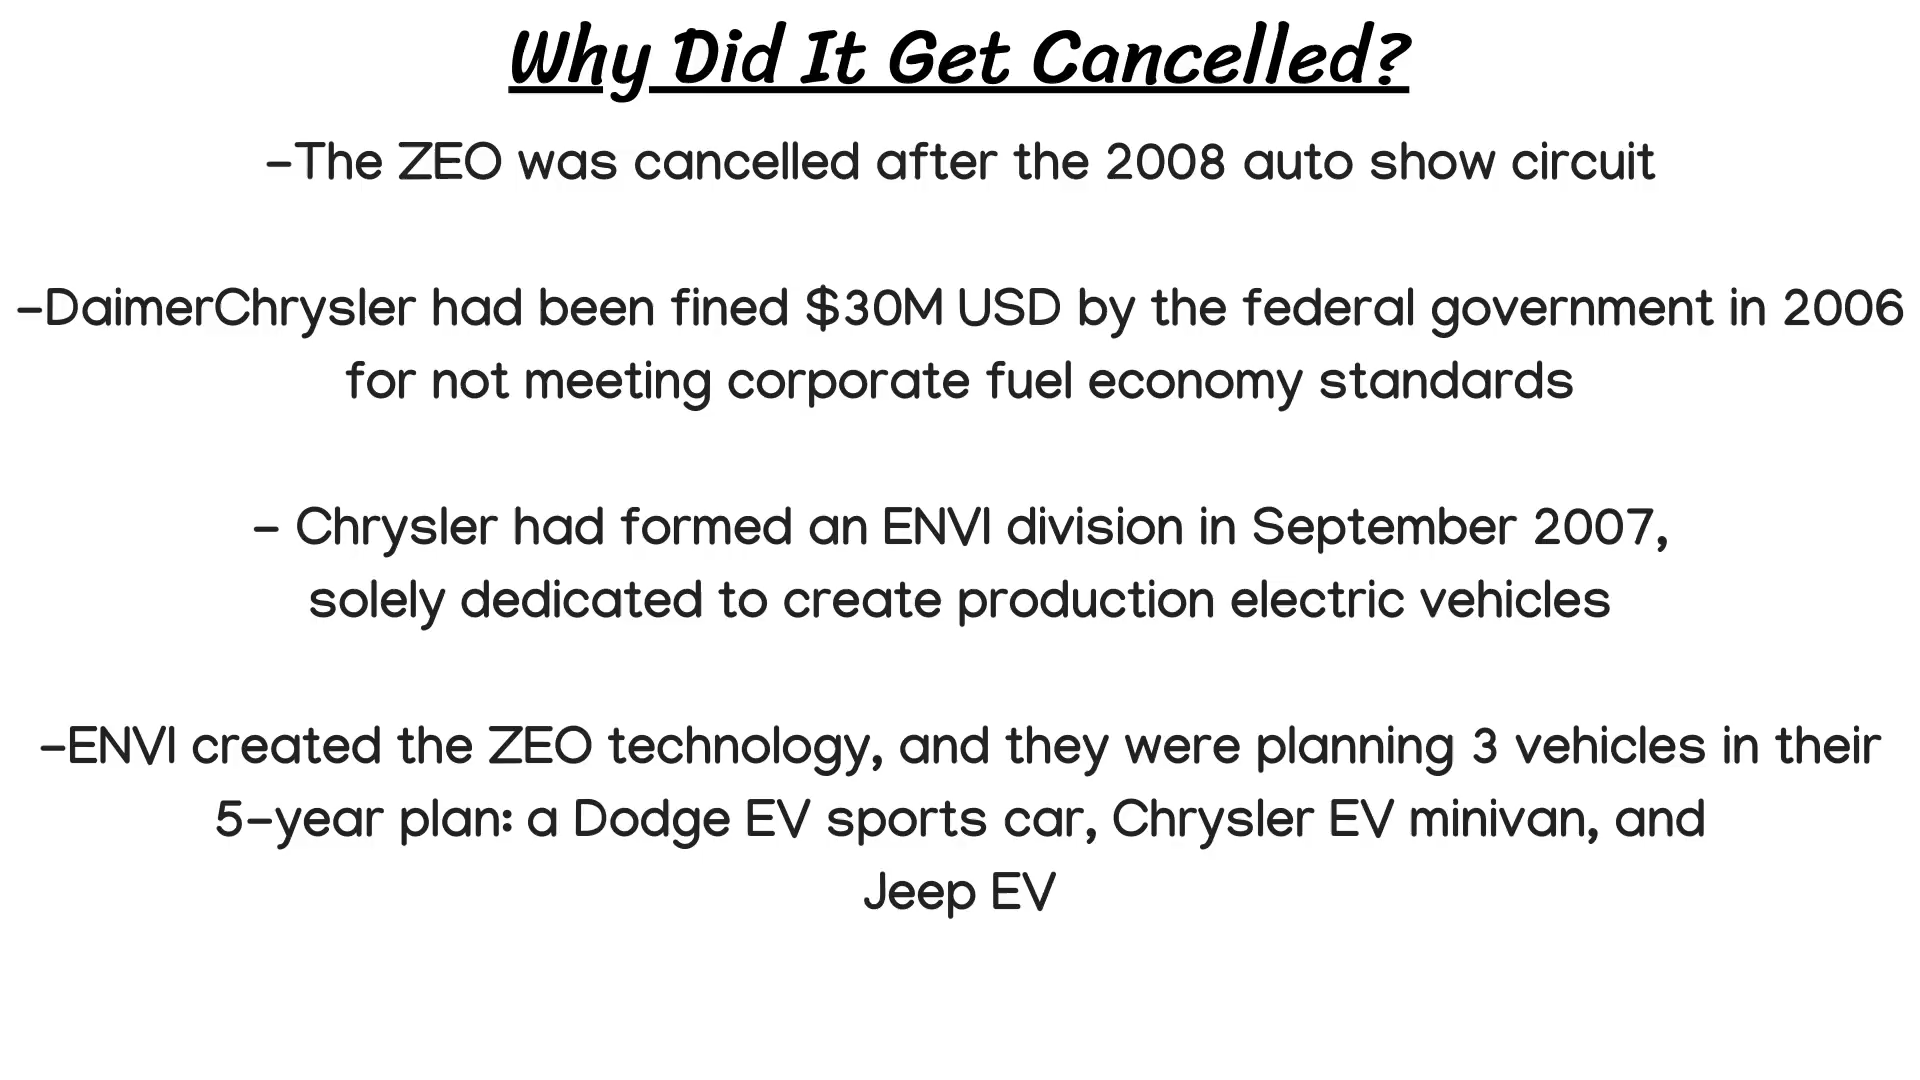 Why Did It Get Cancelled?
-The ZEO was cancelled after the 2008 auto show circuit
-DaimerChrysler had been fined $30M USD by the federal government in 2006
for not meeting corporate fuel economy standards
- Chrysler had formed an ENVI division in September 2007,
solely dedicated to create production electric vehicles
-ENVI created the ZEO technology, and they were planning 3 vehicles in their
5-year plan: a Dodge EV sports car, Chrysler EV minivan, and
Jeep EV